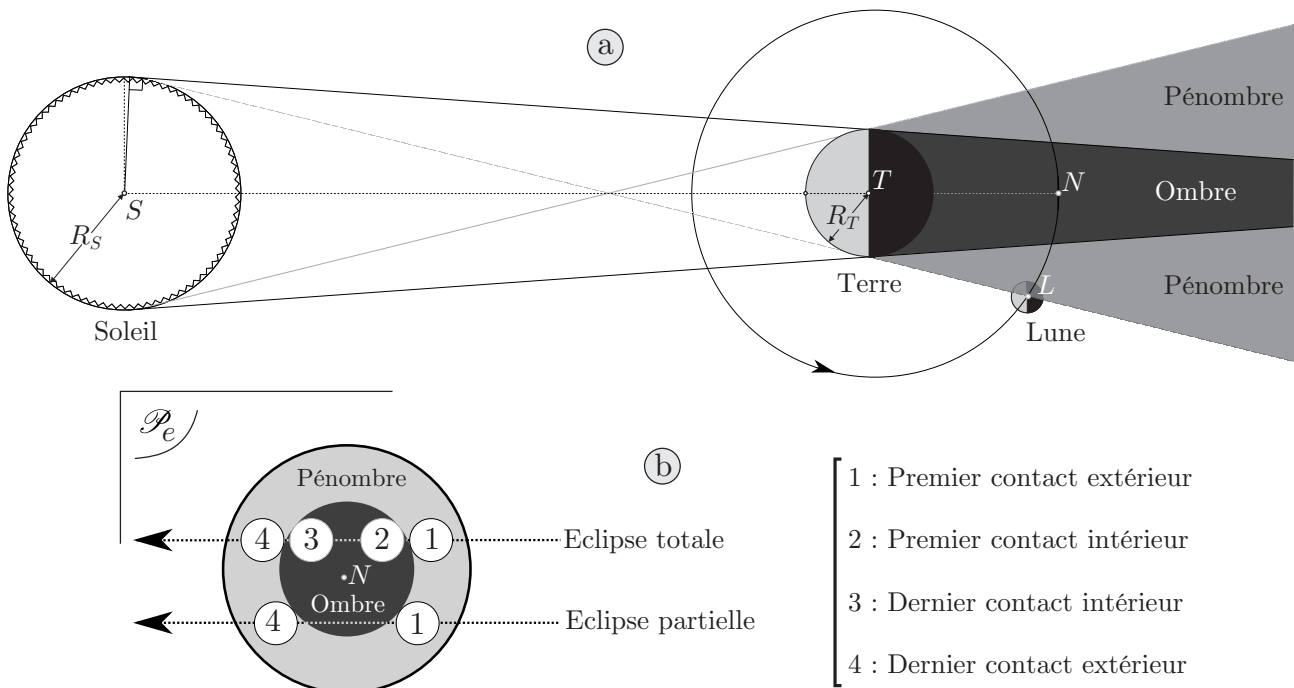 a
Pénombre
T
N
Ombre
S
R_S
R_T
Terre
Pénombre
L
Soleil
Lune
𝒫_e
b
Pénombre
4 3 2 1
Eclipse totale
N
Ombre
4 1
Eclipse partielle
1 : Premier contact extérieur
2 : Premier contact intérieur
3 : Dernier contact intérieur
4 : Dernier contact extérieur